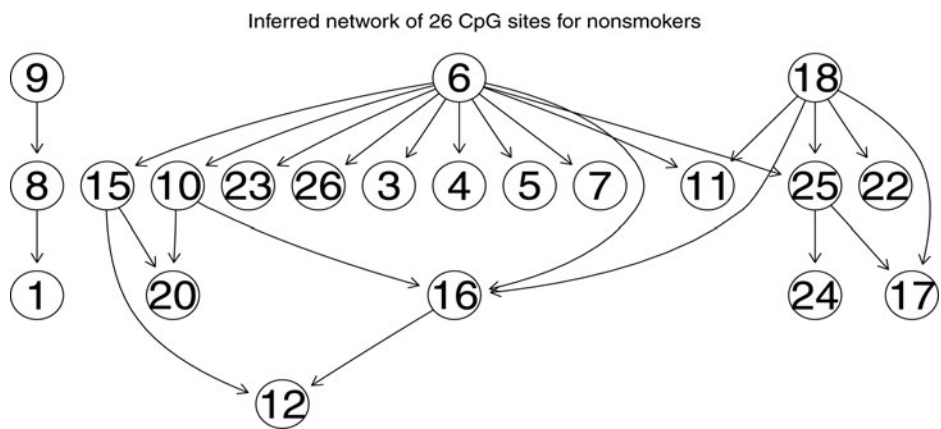 Inferred network of 26 CpG sites for nonsmokers
9 6 18
8 15 10 23 26 3 4 5 7 11 25 22
1 20 16 24 17
12